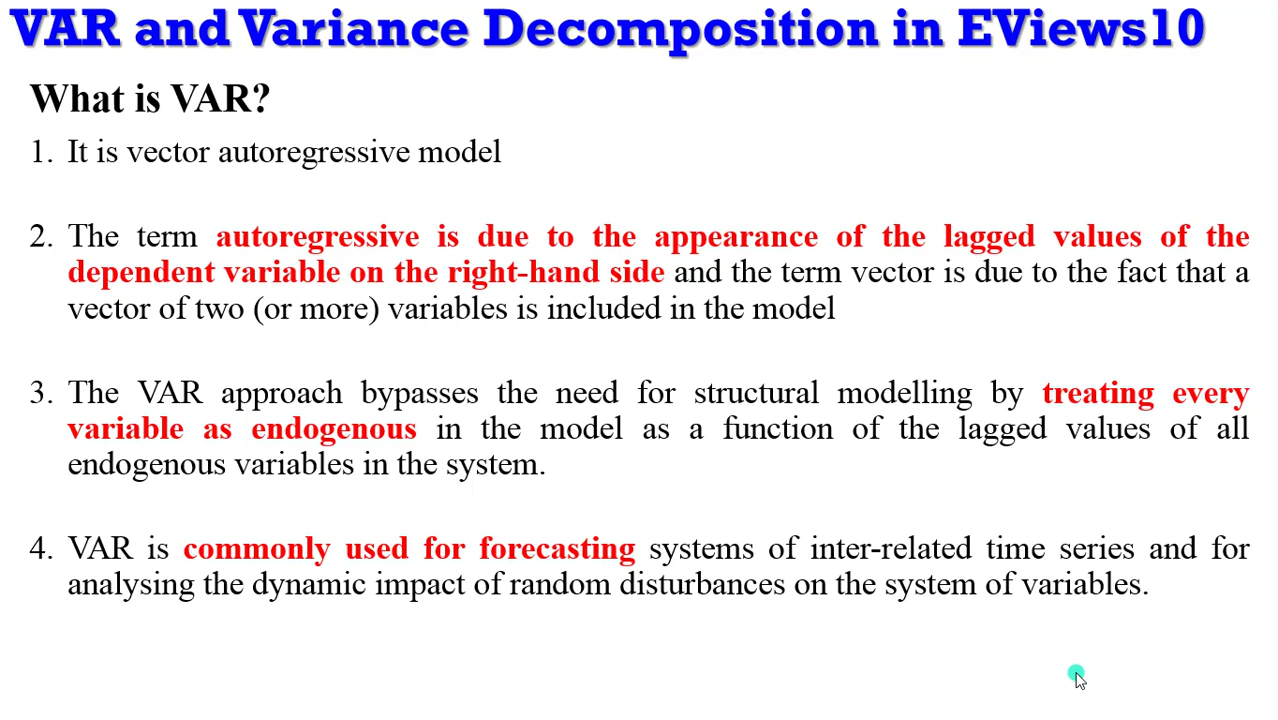 VAR and Variance Decomposition in EViews10
What is VAR?
1. It is vector autoregressive model
2. The term autoregressive is due to the appearance of the lagged values of the
dependent variable on the right-hand side and the term vector is due to the fact that a
vector of two (or more) variables is included in the model
3. The VAR approach bypasses the need for structural modelling by treating every
variable as endogenous in the model as a function of the lagged values of all
endogenous variables in the system.
4. VAR is commonly used for forecasting systems of inter-related time series and for
analysing the dynamic impact of random disturbances on the system of variables.